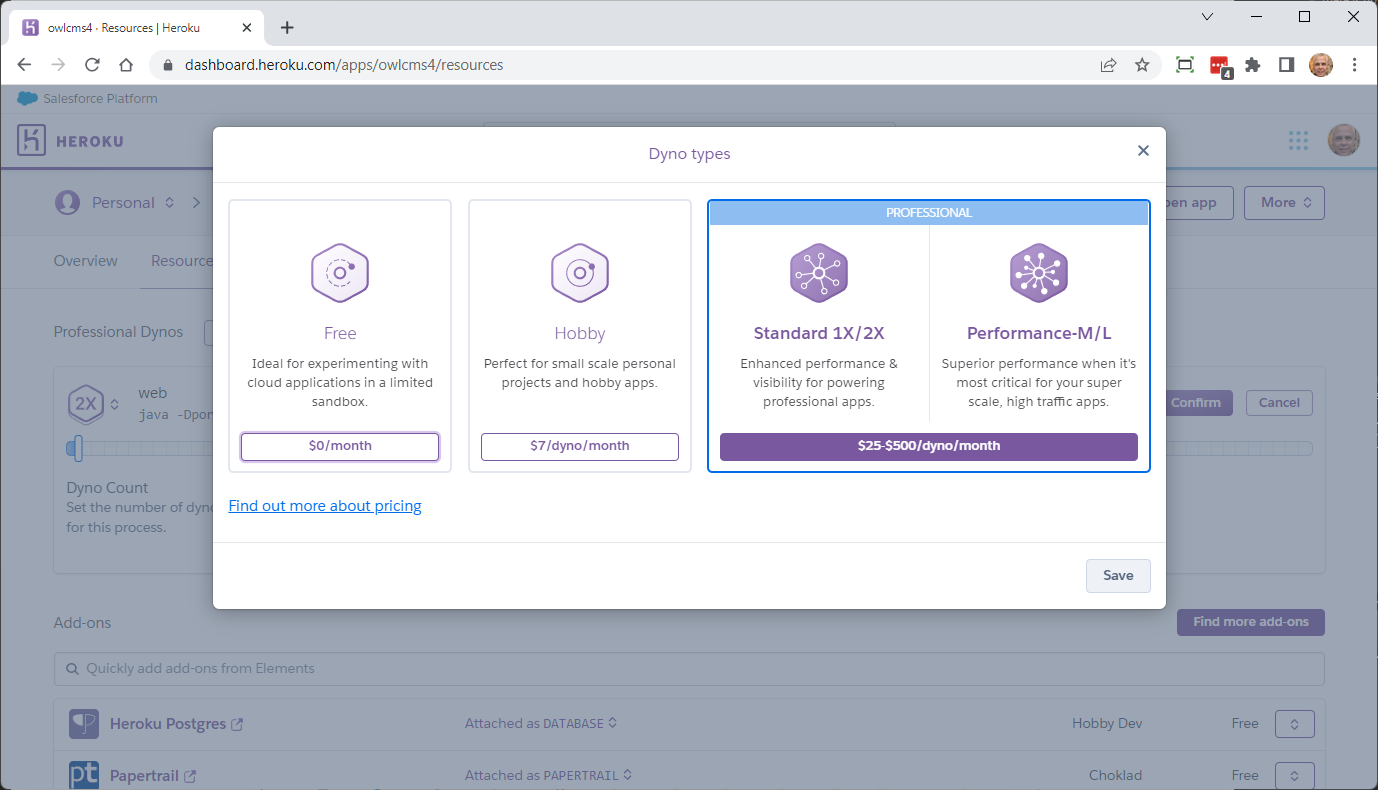 owlcms4 · Resources | Heroku
dashboard.heroku.com/apps/owlcms4/resources
4
Salesforce Platform
HEROKU
Dyno types
Personal
pen app
More
PROFESSIONAL
Overview
Resource
Free
Hobby
Standard 1X/2X
Performance-M/L
Ideal for experimenting with
cloud applications in a limited
sandbox.
Perfect for small scale personal
projects and hobby apps.
Enhanced performance &
visibility for powering
professional apps.
Superior performance when it's
most critical for your super
scale, high traffic apps.
$0/month
$7/dyno/month
$25-$500/dyno/month
Find out more about pricing
Save
Professional Dynos
2X
web
java -Dpor
Confirm
Cancel
Dyno Count
Set the number of dyno
for this process.
Add-ons
Find more add-ons
Quickly add add-ons from Elements
Heroku Postgres
Attached as DATABASE
Hobby Dev
Free
pt
Papertrail
Attached as PAPERTRAIL
Choklad
Free